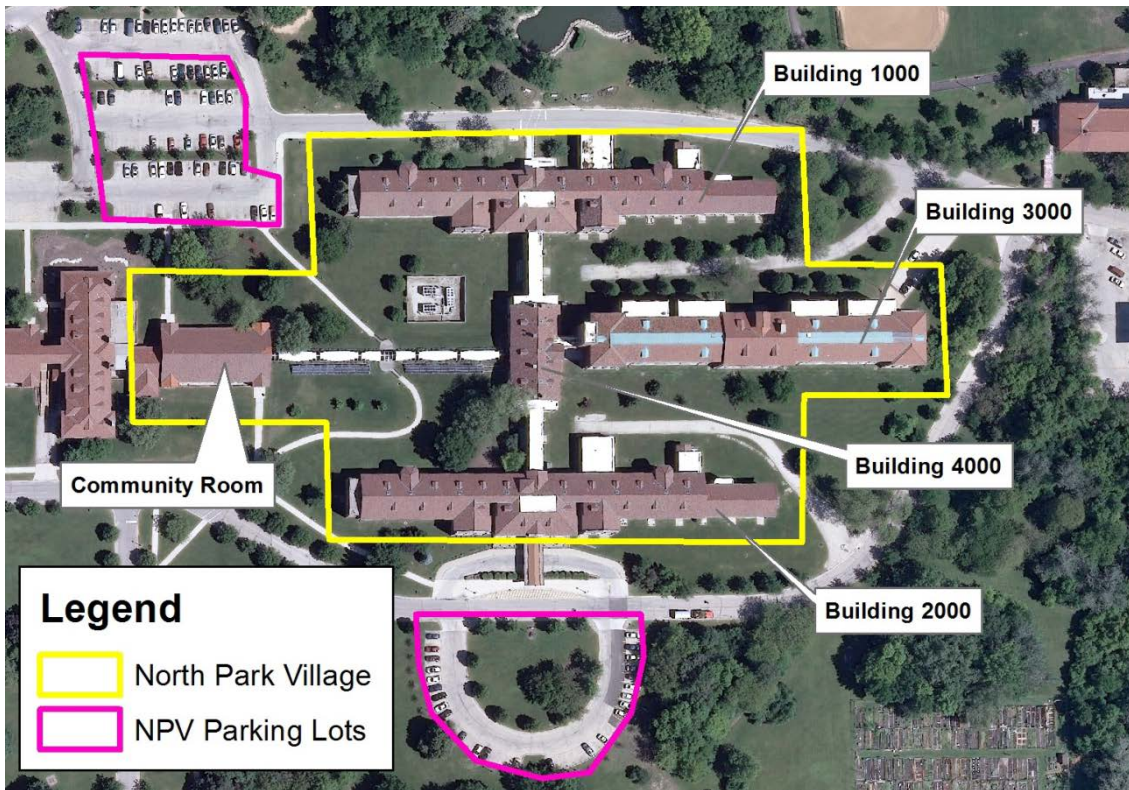 Building 1000
Building 3000
Building 4000
Community Room
Building 2000
Legend
North Park Village
NPV Parking Lots